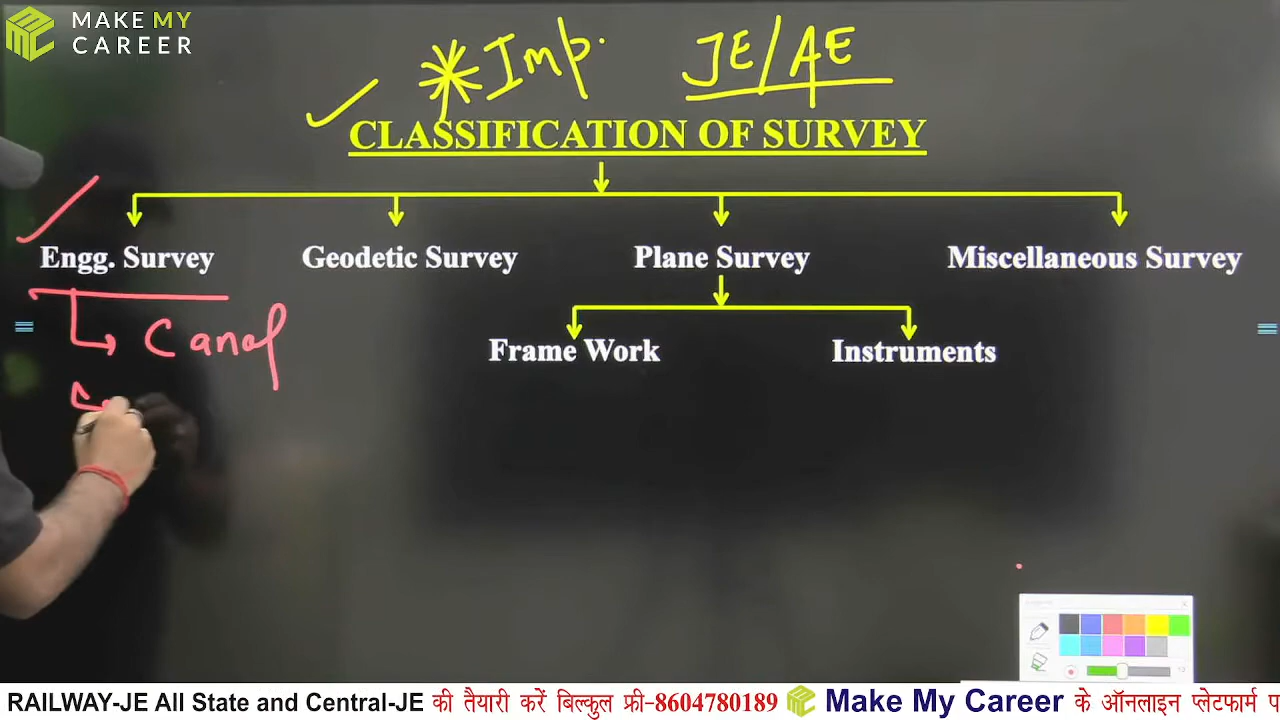 MAKE MY
CAREER
*Imp. JE/AE
CLASSIFICATION OF SURVEY
Engg. Survey Geodetic Survey Plane Survey Miscellaneous Survey
Canal
Frame Work Instruments
RAILWAY-JE All State and Central-JE की तैयारी करें बिल्कुल फ्री-8604780189 Make My Career के ऑनलाइन प्लेटफार्म प